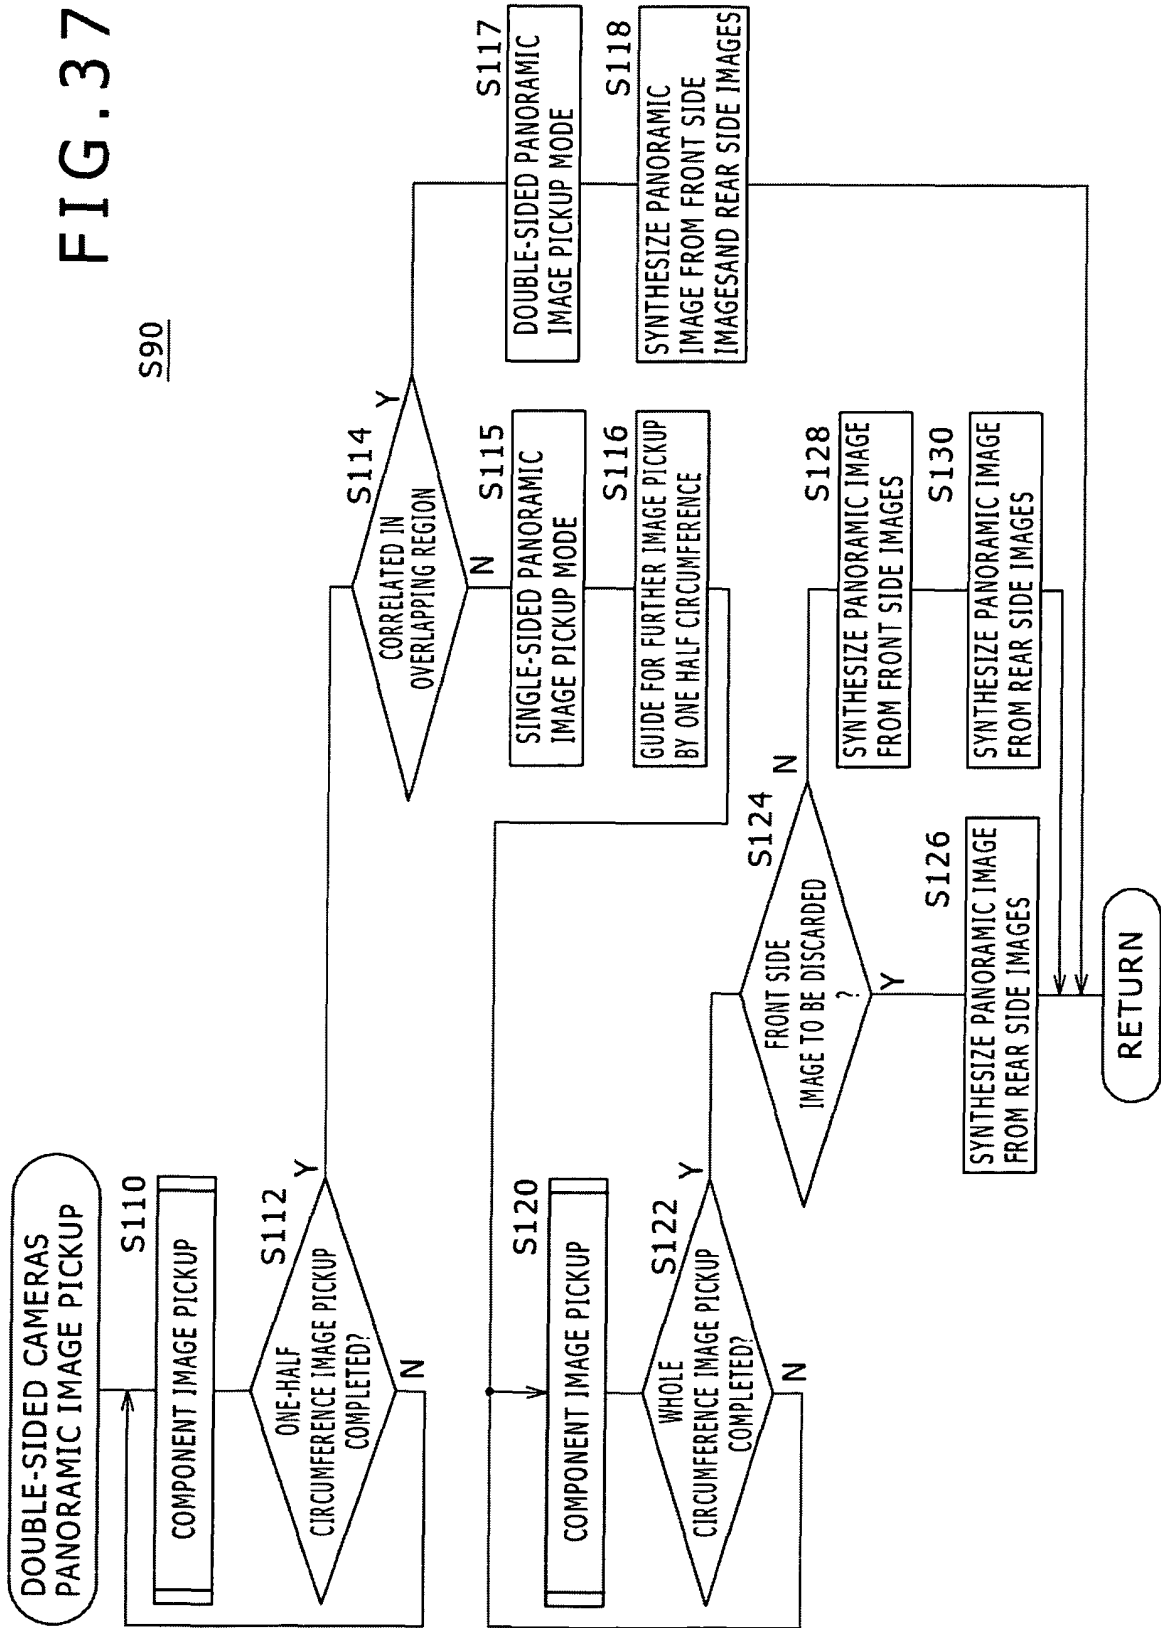 FIG.37
S90
DOUBLE-SIDED CAMERAS
PANORAMIC IMAGE PICKUP
S110
COMPONENT IMAGE PICKUP
S112
ONE-HALF
CIRCUMFERENCE IMAGE PICKUP
COMPLETED?
Y
N
S114
CORRELATED IN
OVERLAPPING REGION
Y
N
S115
SINGLE-SIDED PANORAMIC
IMAGE PICKUP MODE
S116
GUIDE FOR FURTHER IMAGE PICKUP
BY ONE HALF CIRCUMFERENCE
S117
DOUBLE-SIDED PANORAMIC
IMAGE PICKUP MODE
S118
SYNTHESIZE PANORAMIC
IMAGE FROM FRONT SIDE
IMAGESAND REAR SIDE IMAGES
S120
COMPONENT IMAGE PICKUP
S122
WHOLE
CIRCUMFERENCE IMAGE PICKUP
COMPLETED?
Y
N
S124
FRONT SIDE
IMAGE TO BE DISCARDED
?
N
Y
S126
SYNTHESIZE PANORAMIC IMAGE
FROM REAR SIDE IMAGES
S128
SYNTHESIZE PANORAMIC IMAGE
FROM FRONT SIDE IMAGES
S130
SYNTHESIZE PANORAMIC IMAGE
FROM REAR SIDE IMAGES
RETURN